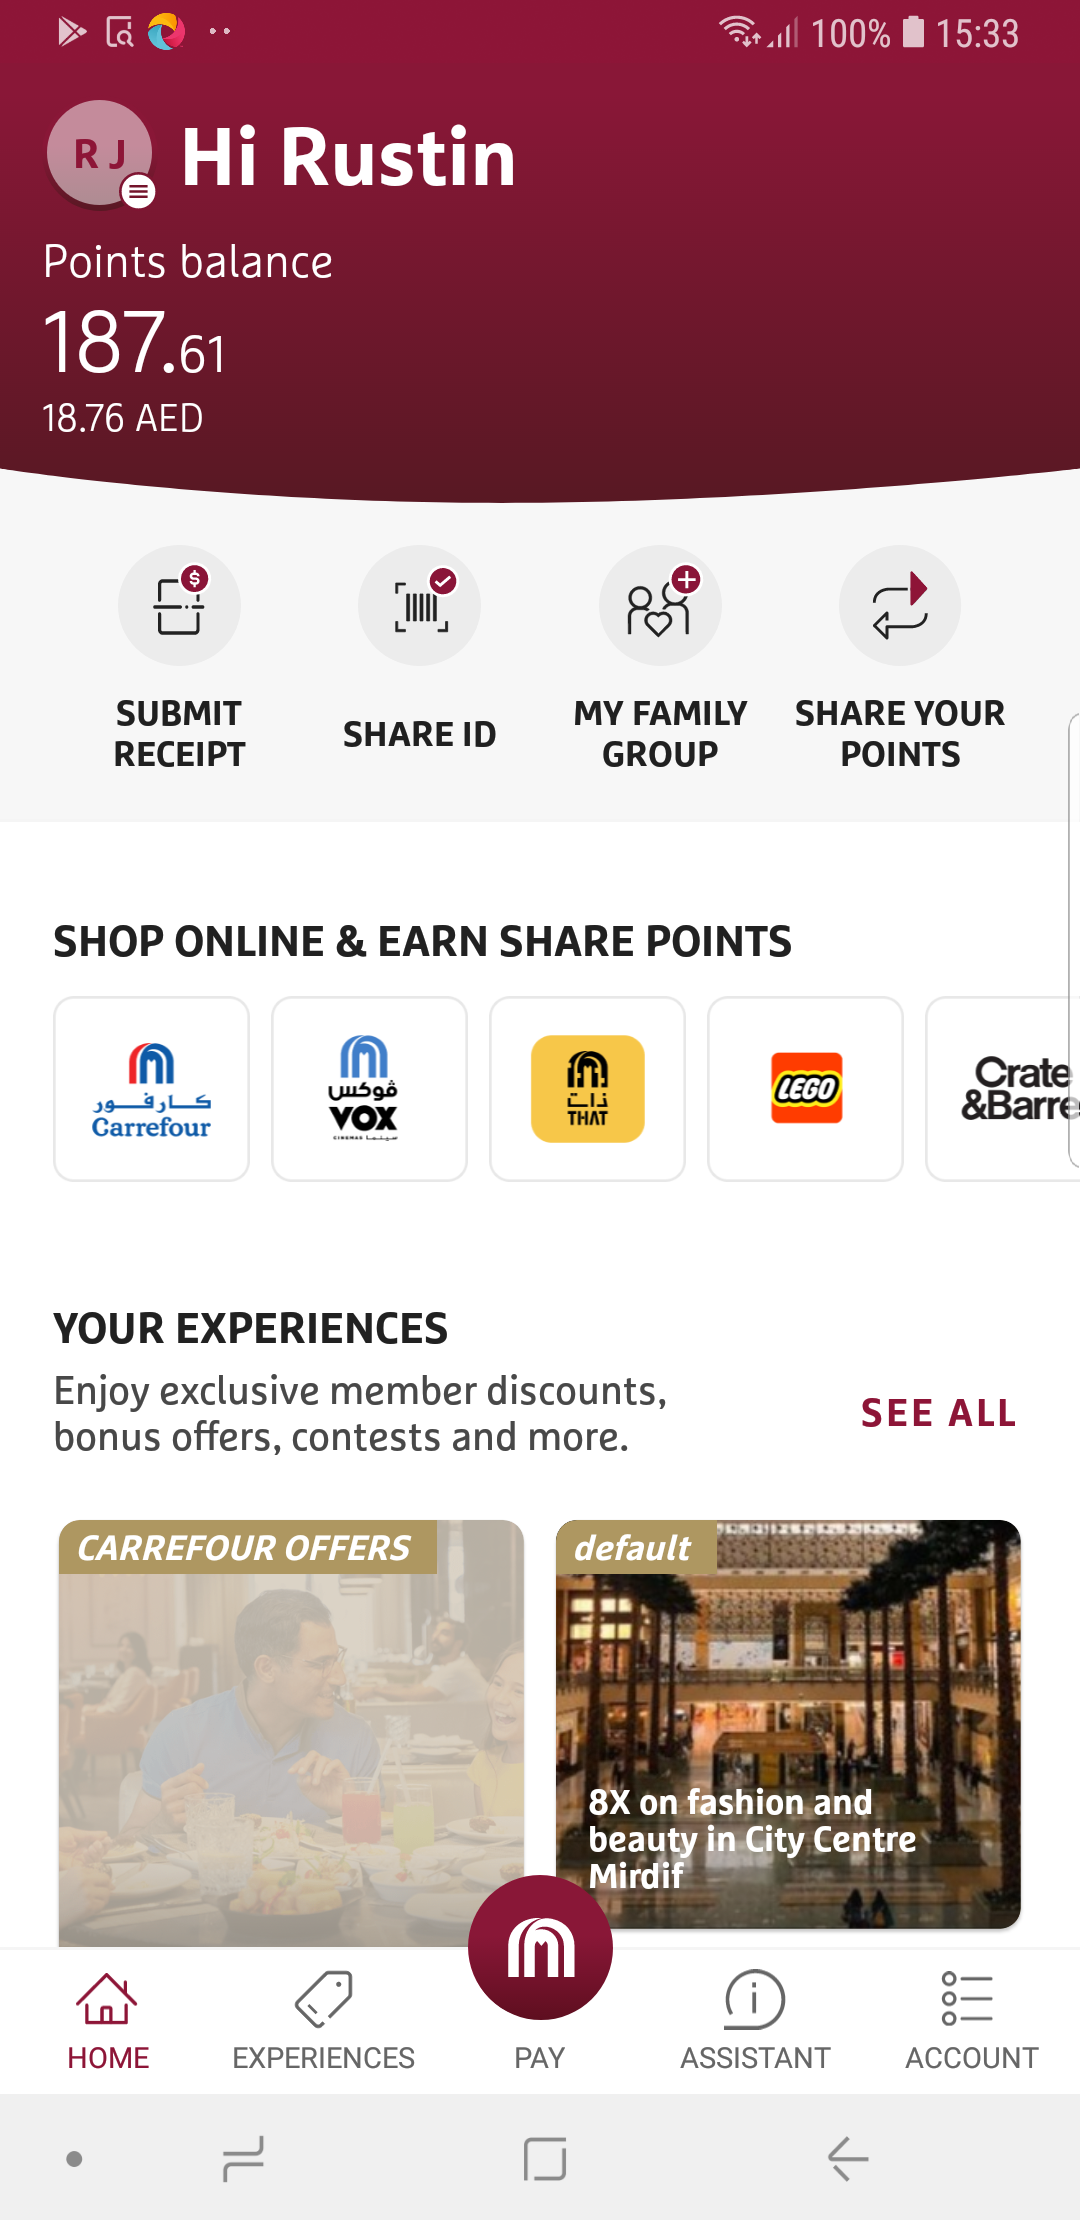 100% 15:33
R J
Hi Rustin
Points balance
187.61
18.76 AED
SUBMIT
RECEIPT
SHARE ID
MY FAMILY
GROUP
SHARE YOUR
POINTS
SHOP ONLINE & EARN SHARE POINTS
كارفور
Carrefour
ڤوكس
VOX
CINEMAS سينما
ذات
THAT
LEGO
Crate
&Barre
YOUR EXPERIENCES
Enjoy exclusive member discounts,
bonus offers, contests and more.
SEE ALL
CARREFOUR OFFERS
default
8X on fashion and
beauty in City Centre
Mirdif
HOME
EXPERIENCES
PAY
ASSISTANT
ACCOUNT